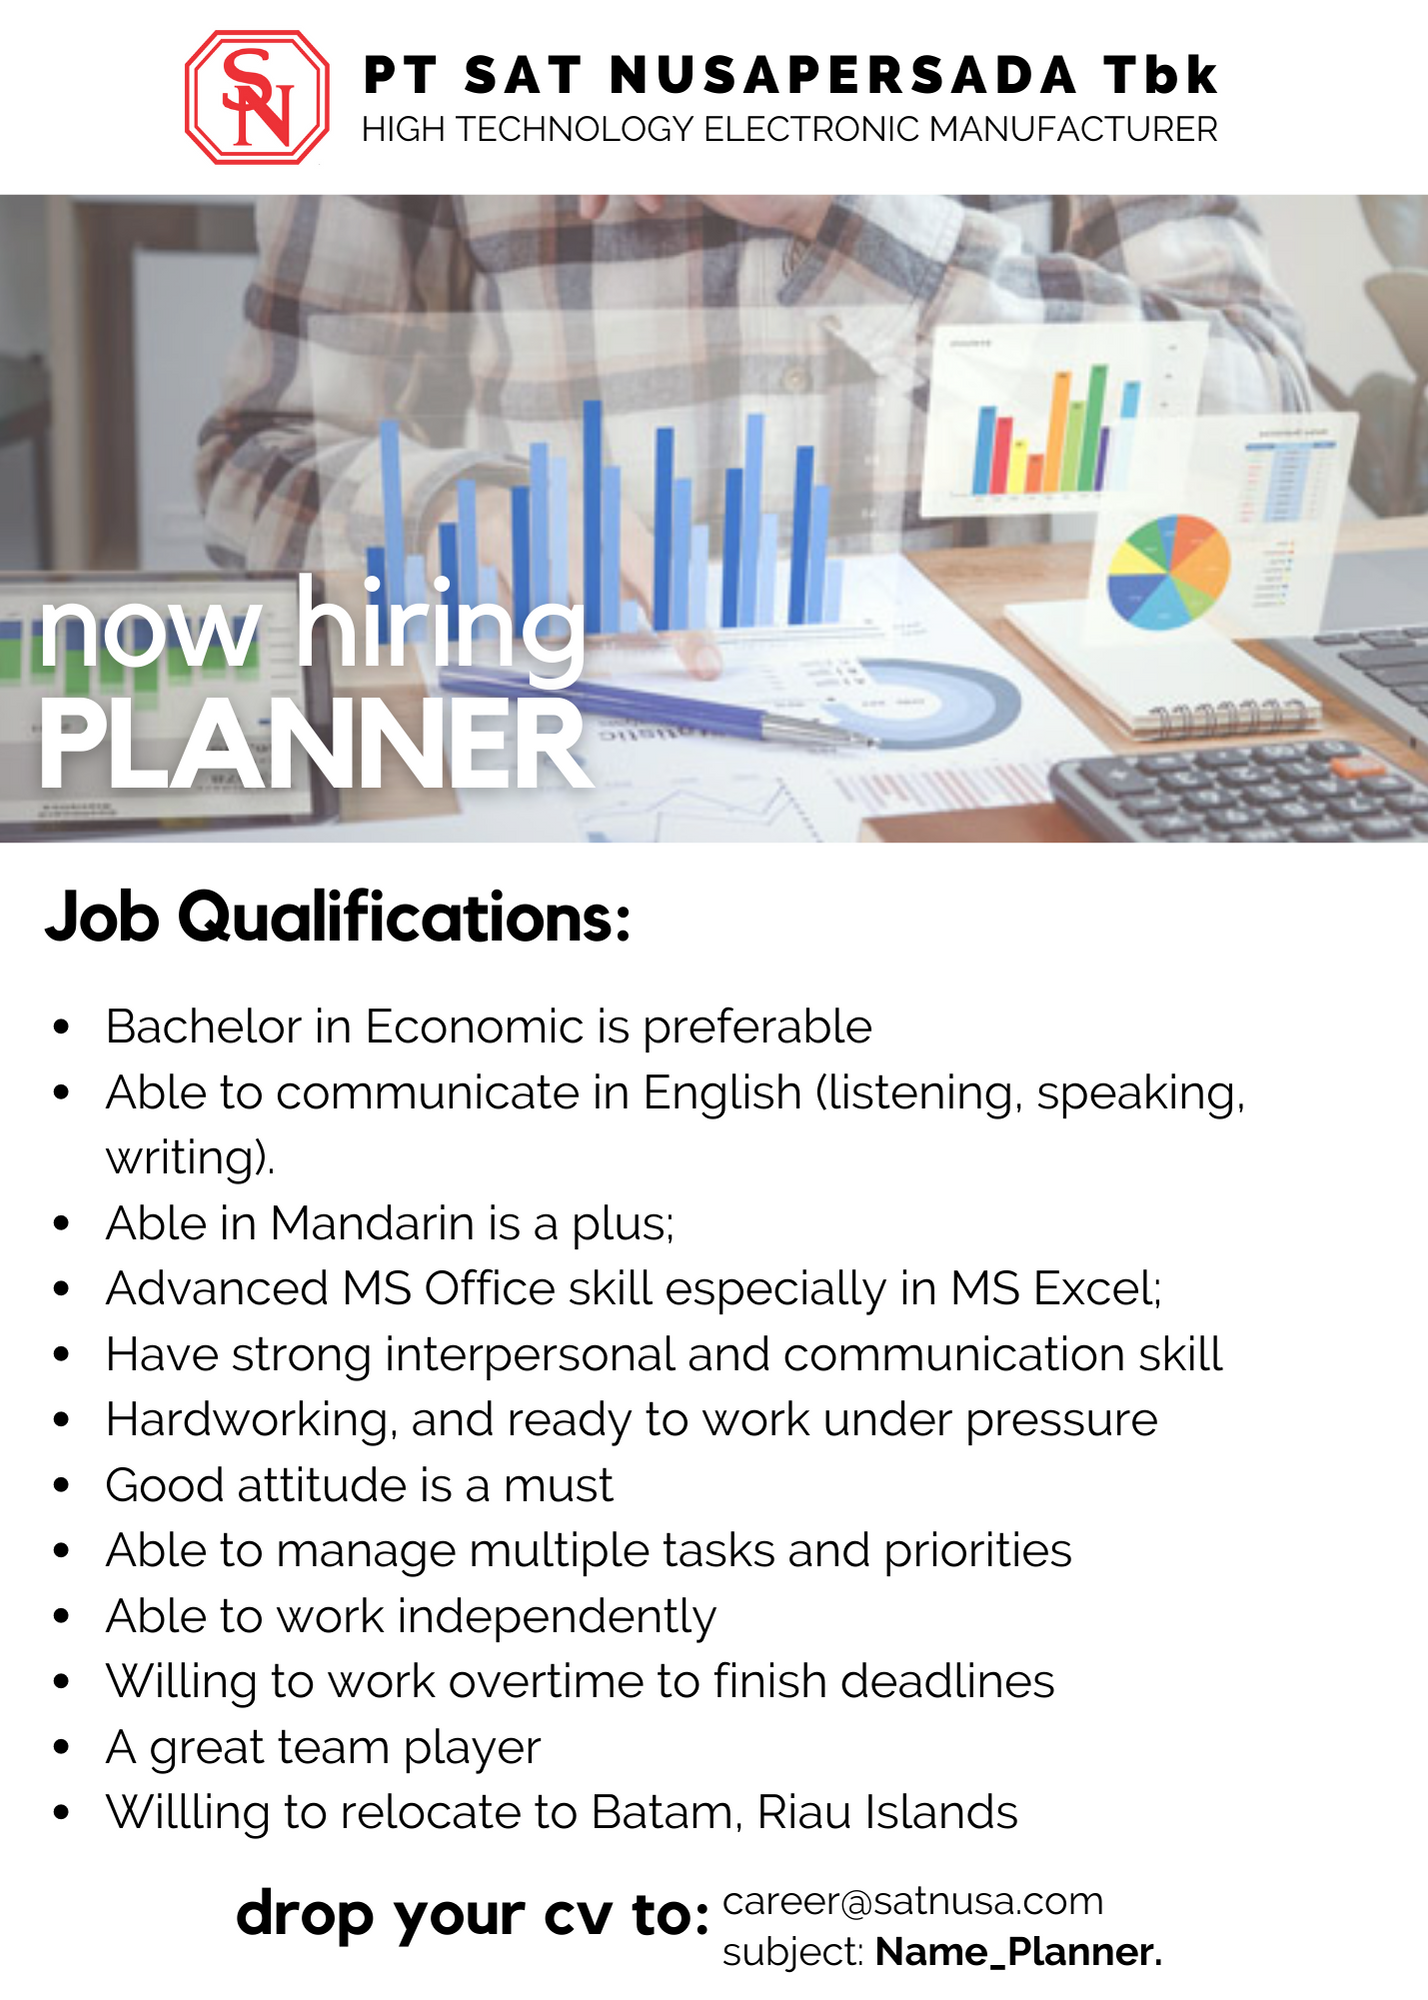 SN
PT SAT NUSAPERSADA Tbk
HIGH TECHNOLOGY ELECTRONIC MANUFACTURER
now hiring
PLANNER
Job Qualifications:
• Bachelor in Economic is preferable
• Able to communicate in English (listening, speaking,
writing).
• Able in Mandarin is a plus;
• Advanced MS Office skill especially in MS Excel;
• Have strong interpersonal and communication skill
• Hardworking, and ready to work under pressure
• Good attitude is a must
• Able to manage multiple tasks and priorities
• Able to work independently
• Willing to work overtime to finish deadlines
• A great team player
• Willling to relocate to Batam, Riau Islands
drop your cv to:
career@satnusa.com
subject: Name_Planner.